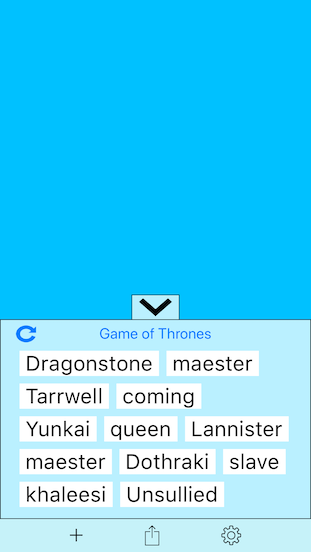 Game of Thrones
Dragonstone maester
Tarrwell coming
Yunkai queen Lannister
maester Dothraki slave
khaleesi Unsullied